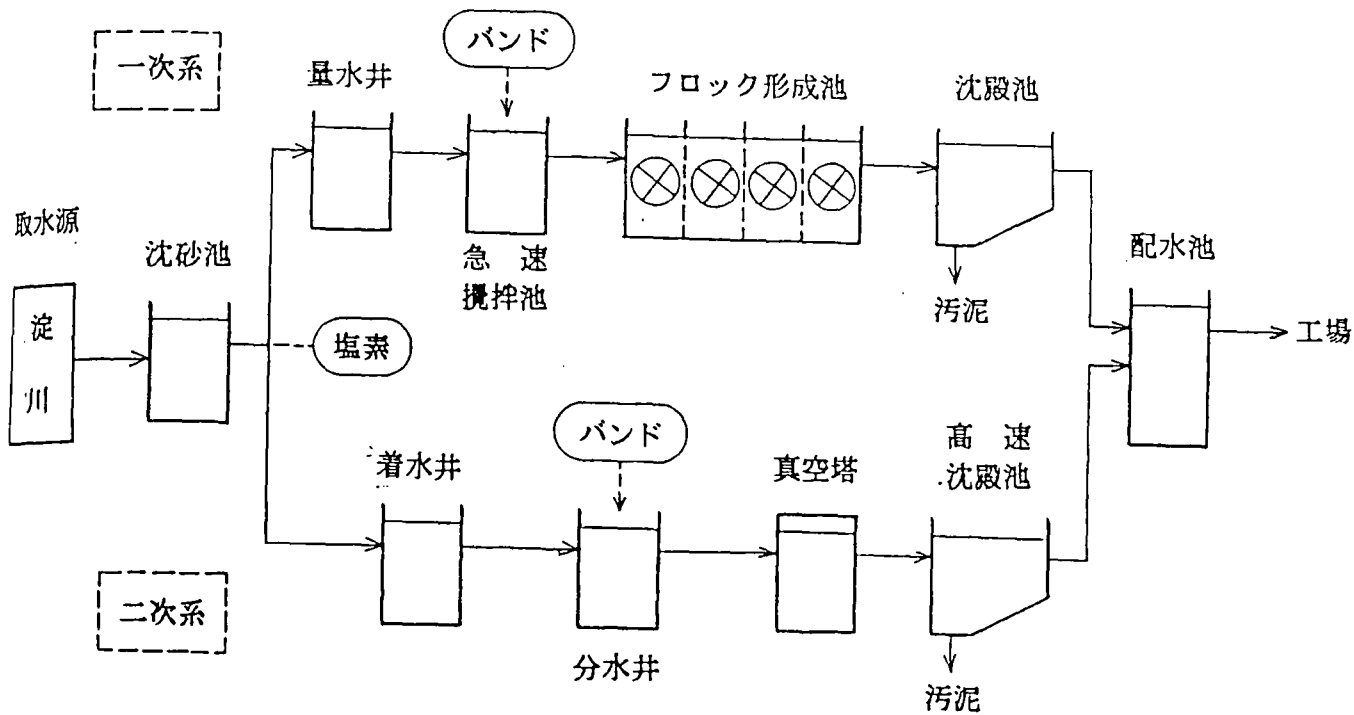 一次系
バンド
量水井
フロック形成池
沈殿池
取水源
沈砂池
急速
攪拌池
汚泥
配水池
淀
川
塩素
工場
バンド
着水井
真空塔
高速
沈殿池
二次系
分水井
汚泥